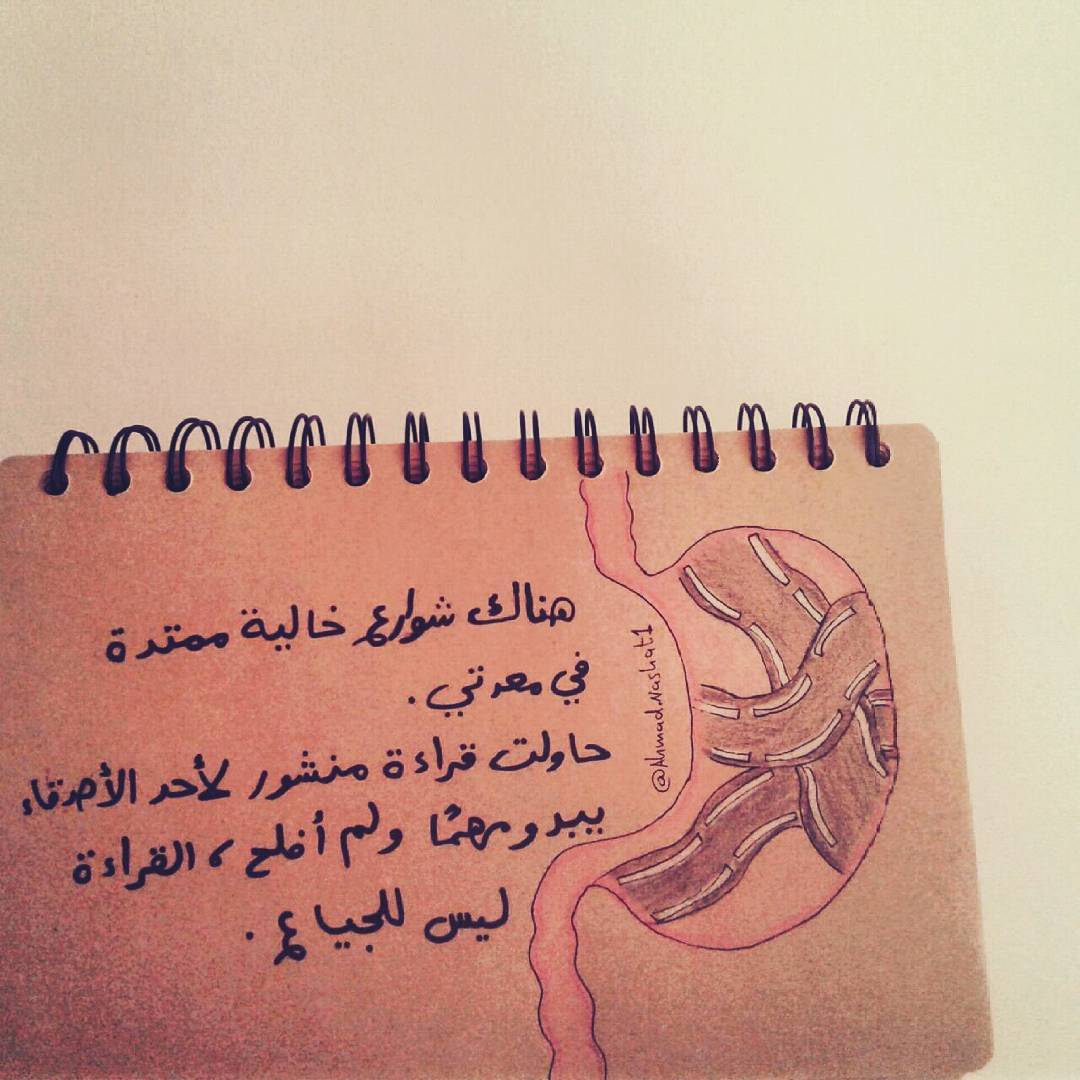 هناك شوارع خالية ممتدة
في معدتي.
حاولت قراءة منشور لأحد الأصدقاء
يبدو مهمًا ولم أفلح، القراءة
ليس للجياع.
@Ahmad.Nashat1